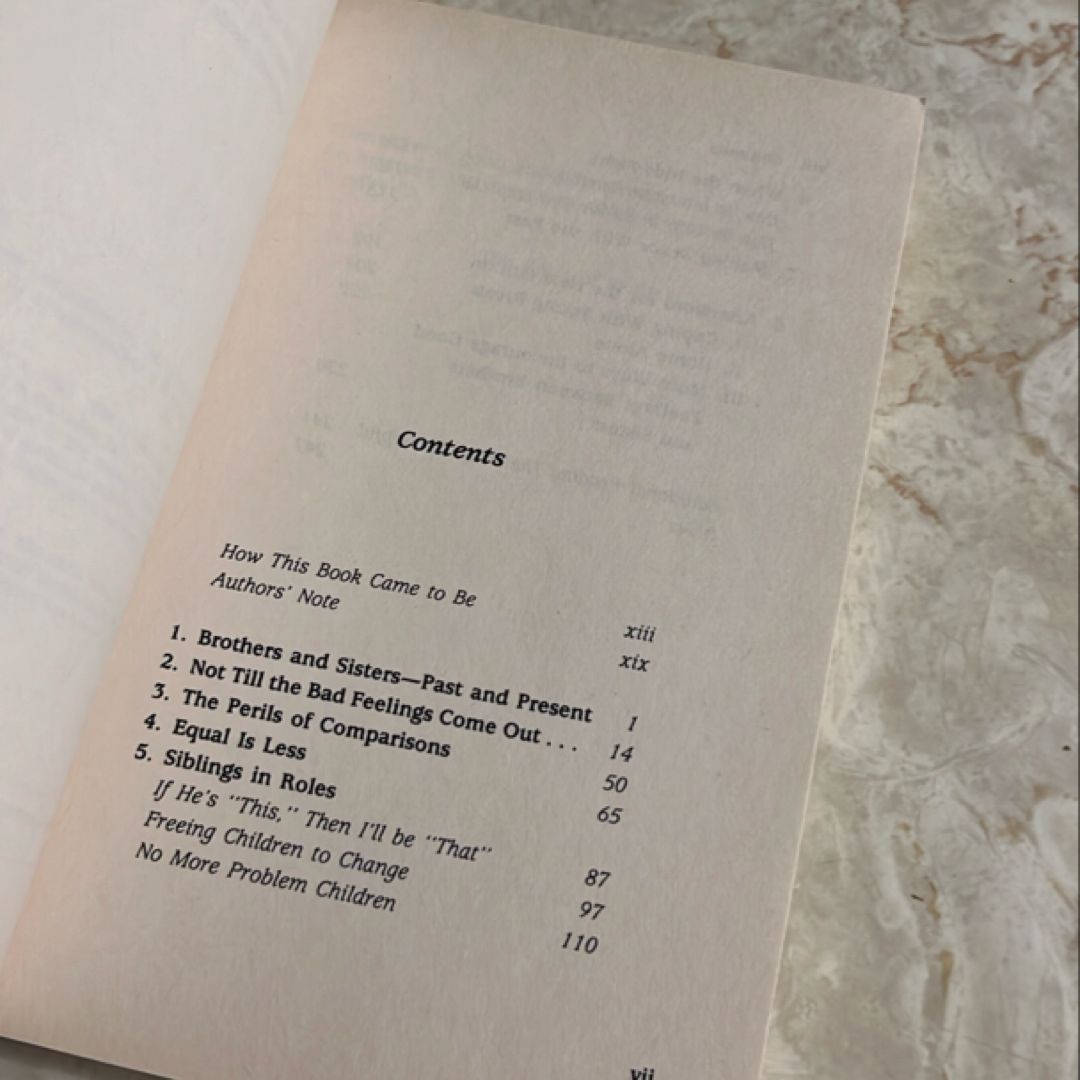 Contents
How This Book Came to Be xiii
Authors' Note xix
1. Brothers and Sisters—Past and Present 1
2. Not Till the Bad Feelings Come Out . . . 14
3. The Perils of Comparisons 50
4. Equal Is Less 65
5. Siblings in Roles
If He's "This," Then I'll be "That" 87
Freeing Children to Change 97
No More Problem Children 110
vii